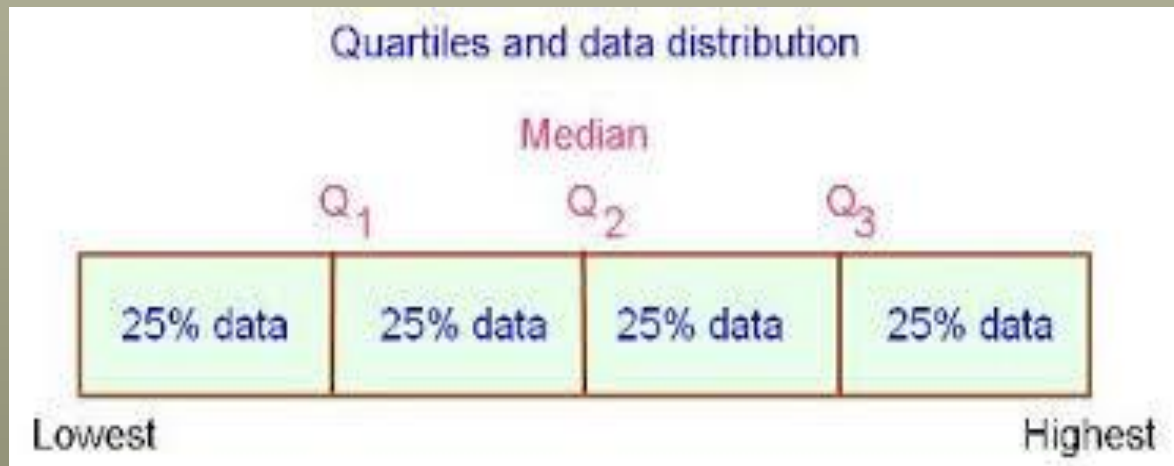 Quartiles and data distribution
Median
Q1 Q2 Q3
25% data 25% data 25% data 25% data
Lowest Highest